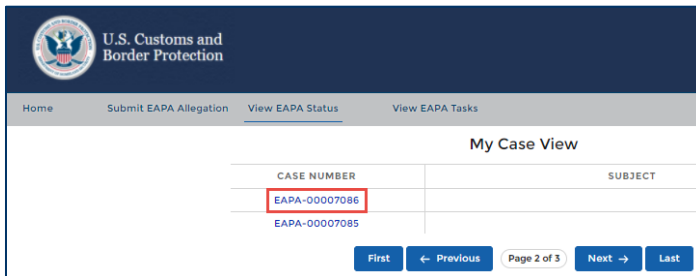 U.S. Customs and
Border Protection
Home Submit EAPA Allegation View EAPA Status View EAPA Tasks
My Case View
CASE NUMBER SUBJECT
EAPA-00007086
EAPA-00007085
First ← Previous Page 2 of 3 Next → Last